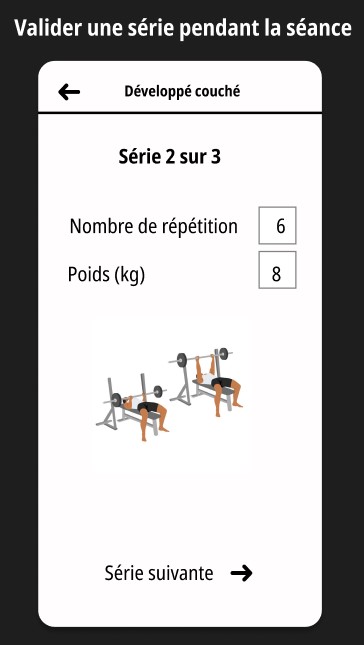 Valider une série pendant la séance
Développé couché
Série 2 sur 3
Nombre de répétition 6
Poids (kg) 8
Série suivante